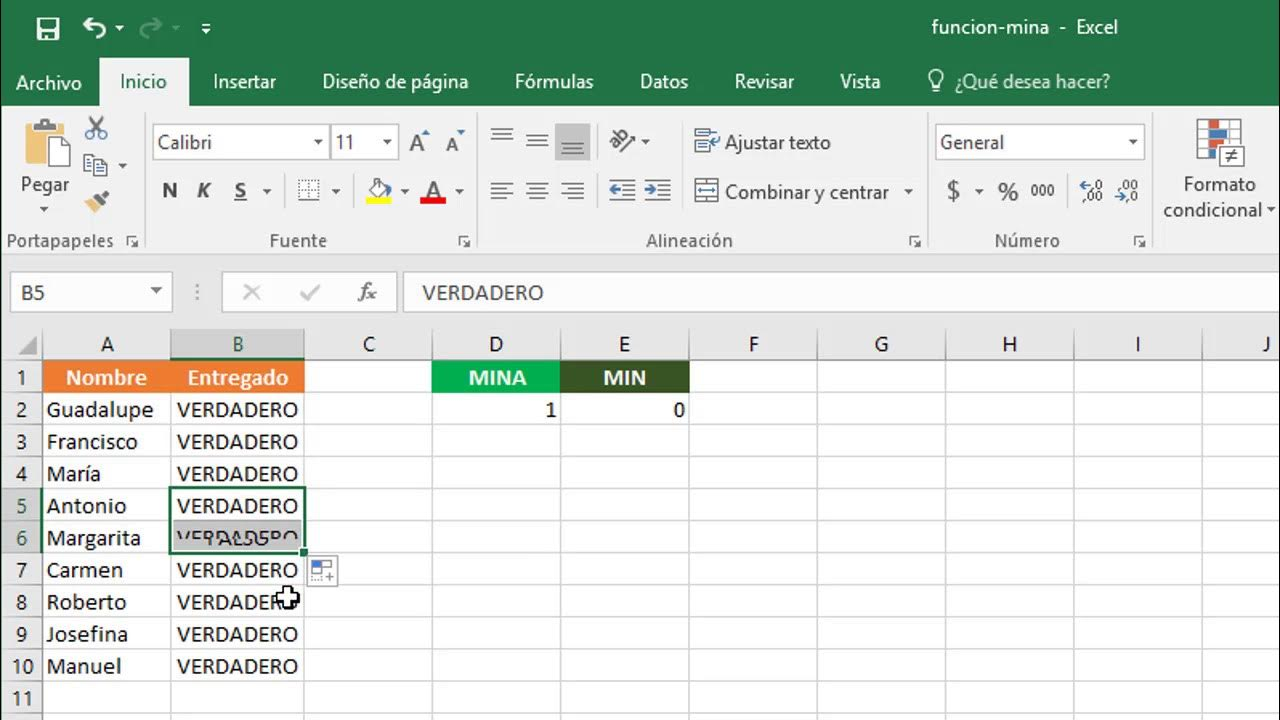 funcion-mina - Excel
Archivo Inicio Insertar Diseño de página Fórmulas Datos Revisar Vista ¿Qué desea hacer?
Pegar
Calibri 11
Ajustar texto
General
N K S
Combinar y centrar
$ % 000
Formato condicional
Portapapeles Fuente Alineación Número
B5 fx VERDADERO
A B C D E F G H I J
1 Nombre Entregado MINA MIN
2 Guadalupe VERDADERO 1 0
3 Francisco VERDADERO
4 María VERDADERO
5 Antonio VERDADERO
6 Margarita
7 Carmen VERDADERO
8 Roberto VERDADERO
9 Josefina VERDADERO
10 Manuel VERDADERO
11